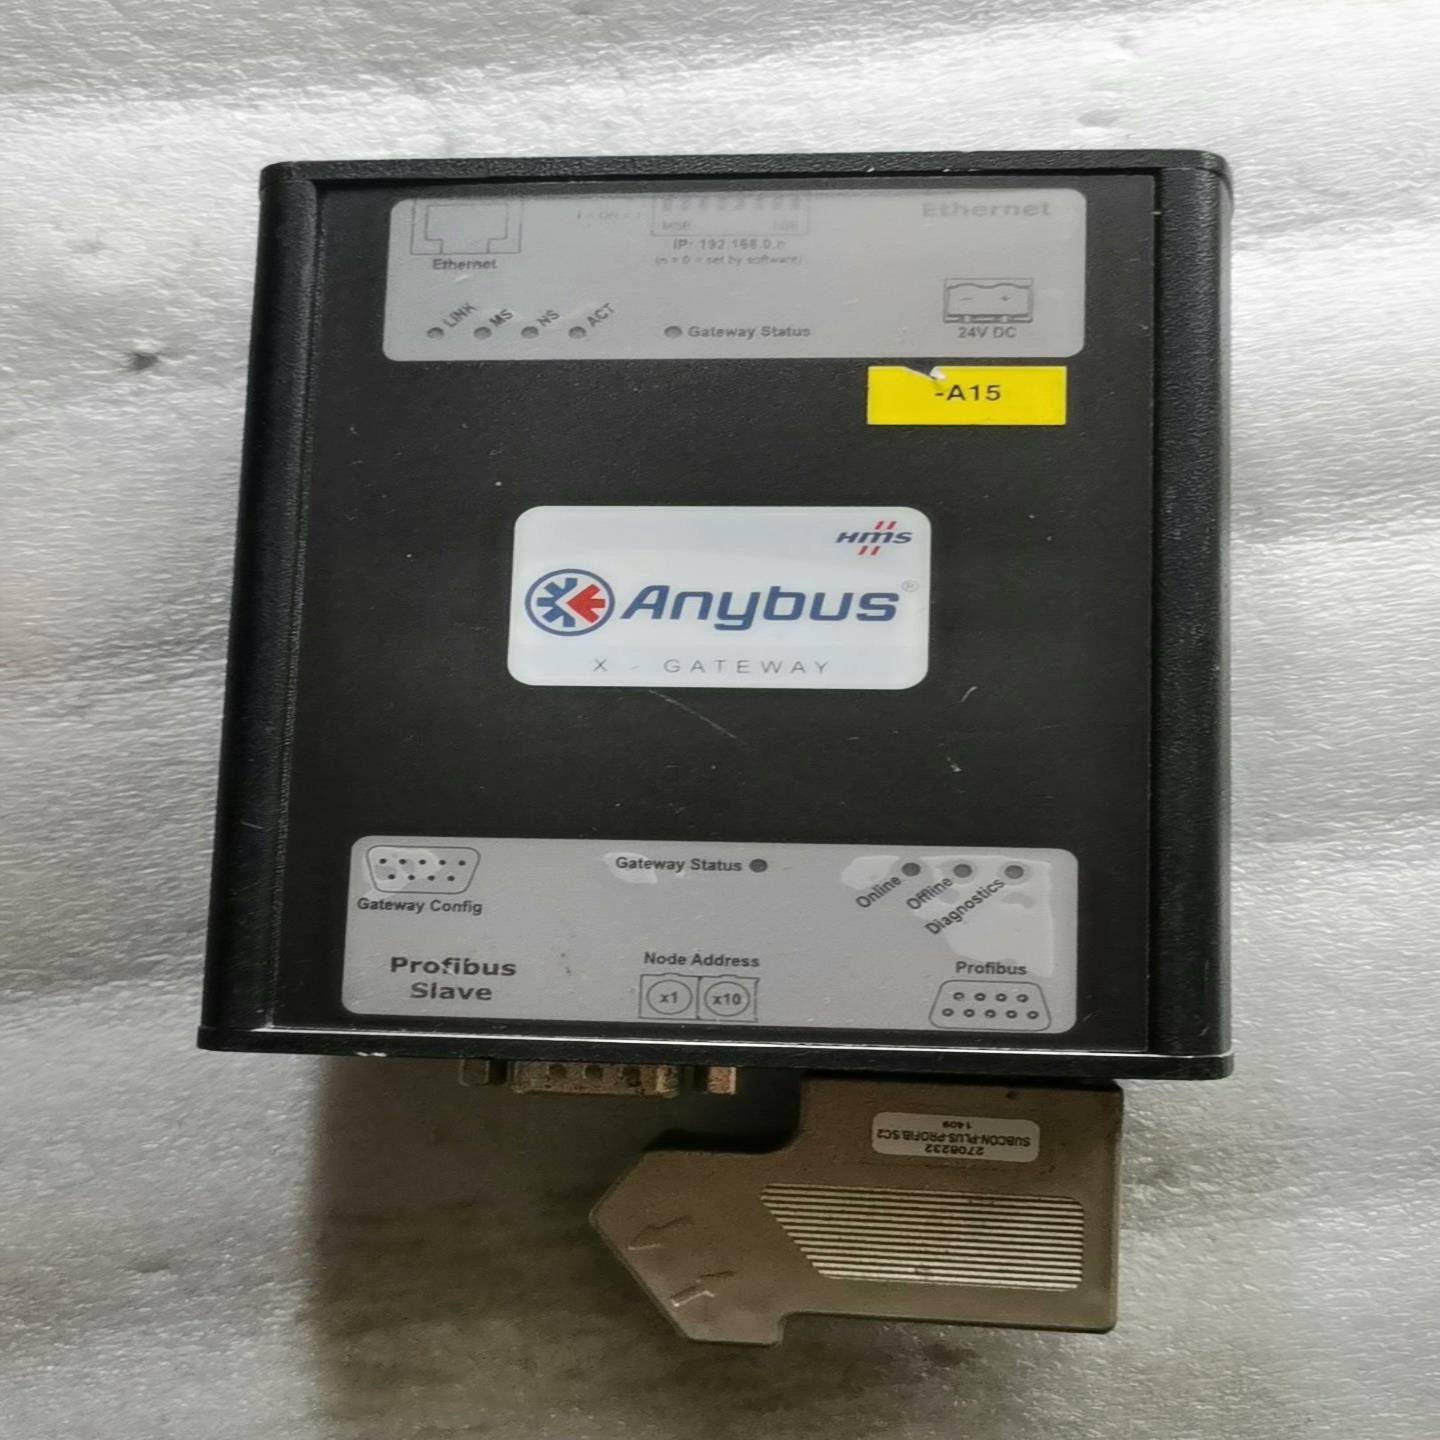 Ethernet
MSB
IP: 192.168.0.n
(n = 0 = set by software)
Ethernet
LINK
MS
NS
ACT
Gateway Status
- +
24V DC
-A15
HMS
Anybus®
X - GATEWAY
Gateway Status
Online
Offline
Diagnostics
Gateway Config
Profibus
Slave
Node Address
x1
x10
Profibus
2708232
SUBCON-PLUS-PROFIB/SC2
1409